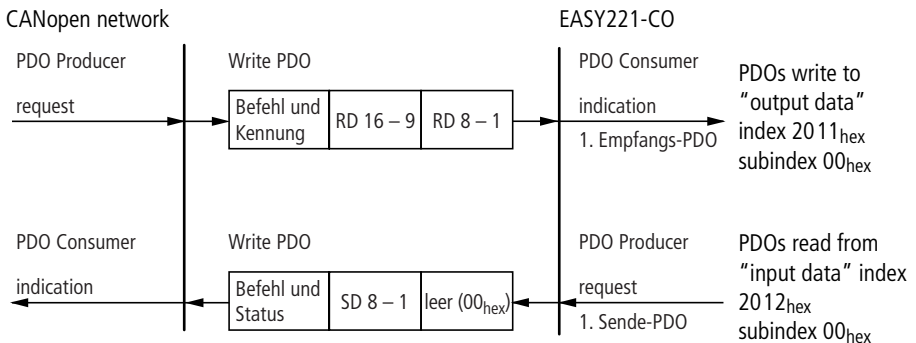 CANopen network
EASY221-CO
PDO Producer
Write PDO
PDO Consumer
request
Befehl und
Kennung
RD 16 – 9
RD 8 – 1
indication
1. Empfangs-PDO
PDOs write to
“output data”
index 2011hex
subindex 00hex
PDO Consumer
Write PDO
PDO Producer
indication
Befehl und
Status
SD 8 – 1
leer (00hex)
request
1. Sende-PDO
PDOs read from
“input data” index
2012hex
subindex 00hex